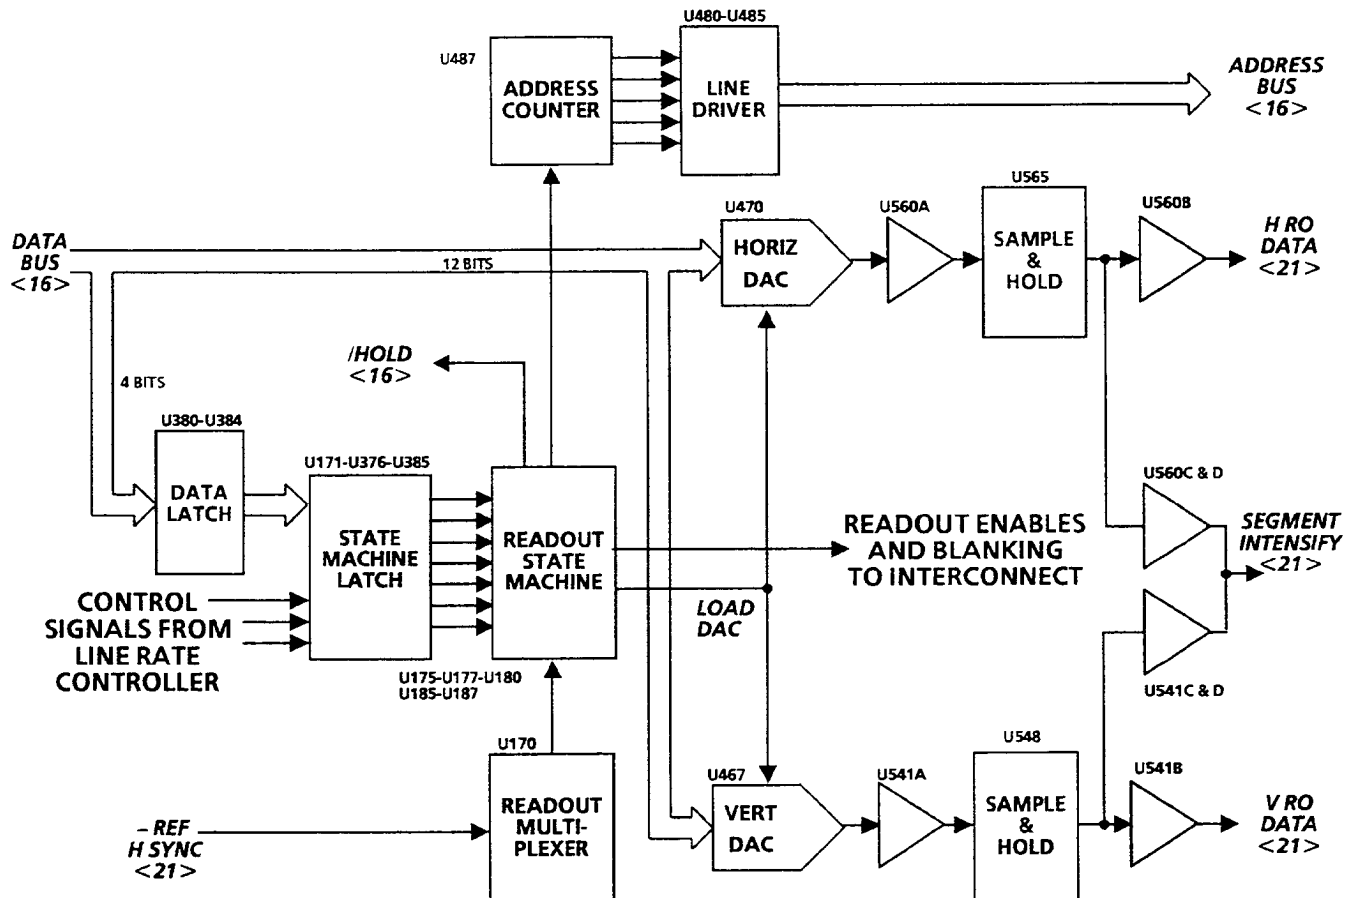 U480-U485
U487
ADDRESS
COUNTER
LINE
DRIVER
ADDRESS
BUS
<16>
U565
U470
U560A
U560B
DATA
BUS
<16>
12 BITS
HORIZ
DAC
SAMPLE
&
HOLD
H RO
DATA
<21>
/HOLD
<16>
4 BITS
U380-U384
DATA
LATCH
U171-U376-U385
STATE
MACHINE
LATCH
READOUT
STATE
MACHINE
READOUT ENABLES
AND BLANKING
TO INTERCONNECT
U560C & D
SEGMENT
INTENSIFY
<21>
CONTROL
SIGNALS FROM
LINE RATE
CONTROLLER
LOAD
DAC
U175-U177-U180
U185-U187
U541C & D
U170
U467
U541A
U548
U541B
– REF
H SYNC
<21>
READOUT
MULTI-
PLEXER
VERT
DAC
SAMPLE
&
HOLD
V RO
DATA
<21>